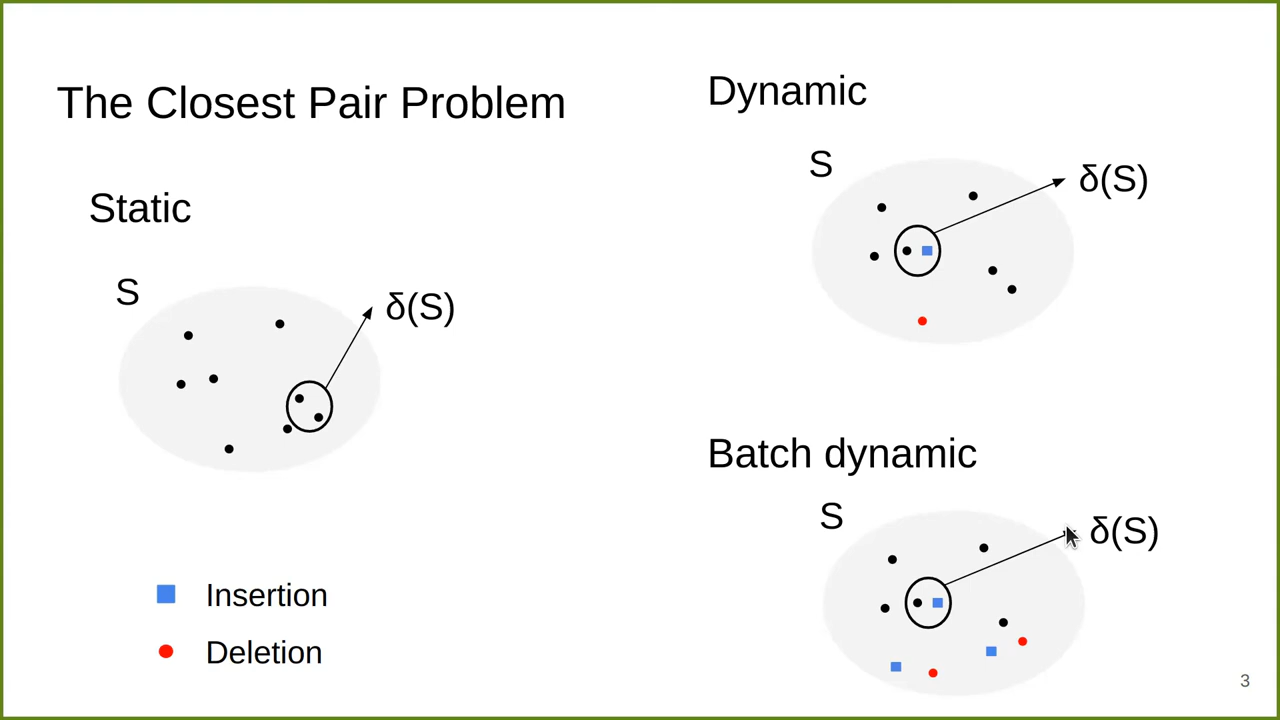 The Closest Pair Problem
Static
S
δ(S)
Insertion
Deletion
Dynamic
S
δ(S)
Batch dynamic
S
δ(S)
3